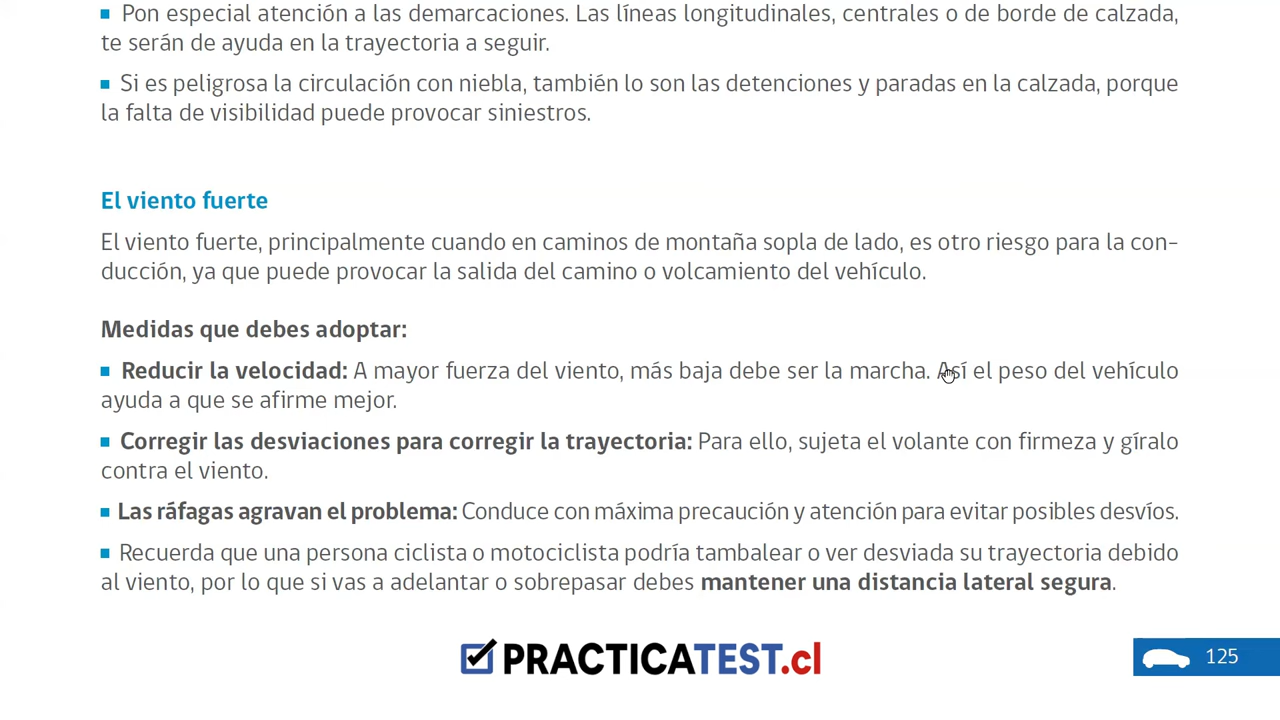 ▪ Pon especial atención a las demarcaciones. Las líneas longitudinales, centrales o de borde de calzada,
te serán de ayuda en la trayectoria a seguir.
▪ Si es peligrosa la circulación con niebla, también lo son las detenciones y paradas en la calzada, porque
la falta de visibilidad puede provocar siniestros.
El viento fuerte
El viento fuerte, principalmente cuando en caminos de montaña sopla de lado, es otro riesgo para la con-
ducción, ya que puede provocar la salida del camino o volcamiento del vehículo.
Medidas que debes adoptar:
▪ Reducir la velocidad: A mayor fuerza del viento, más baja debe ser la marcha. Así el peso del vehículo
ayuda a que se afirme mejor.
▪ Corregir las desviaciones para corregir la trayectoria: Para ello, sujeta el volante con firmeza y gíralo
contra el viento.
▪ Las ráfagas agravan el problema: Conduce con máxima precaución y atención para evitar posibles desvíos.
▪ Recuerda que una persona ciclista o motociclista podría tambalear o ver desviada su trayectoria debido
al viento, por lo que si vas a adelantar o sobrepasar debes mantener una distancia lateral segura.
PRACTICATEST.cl
125